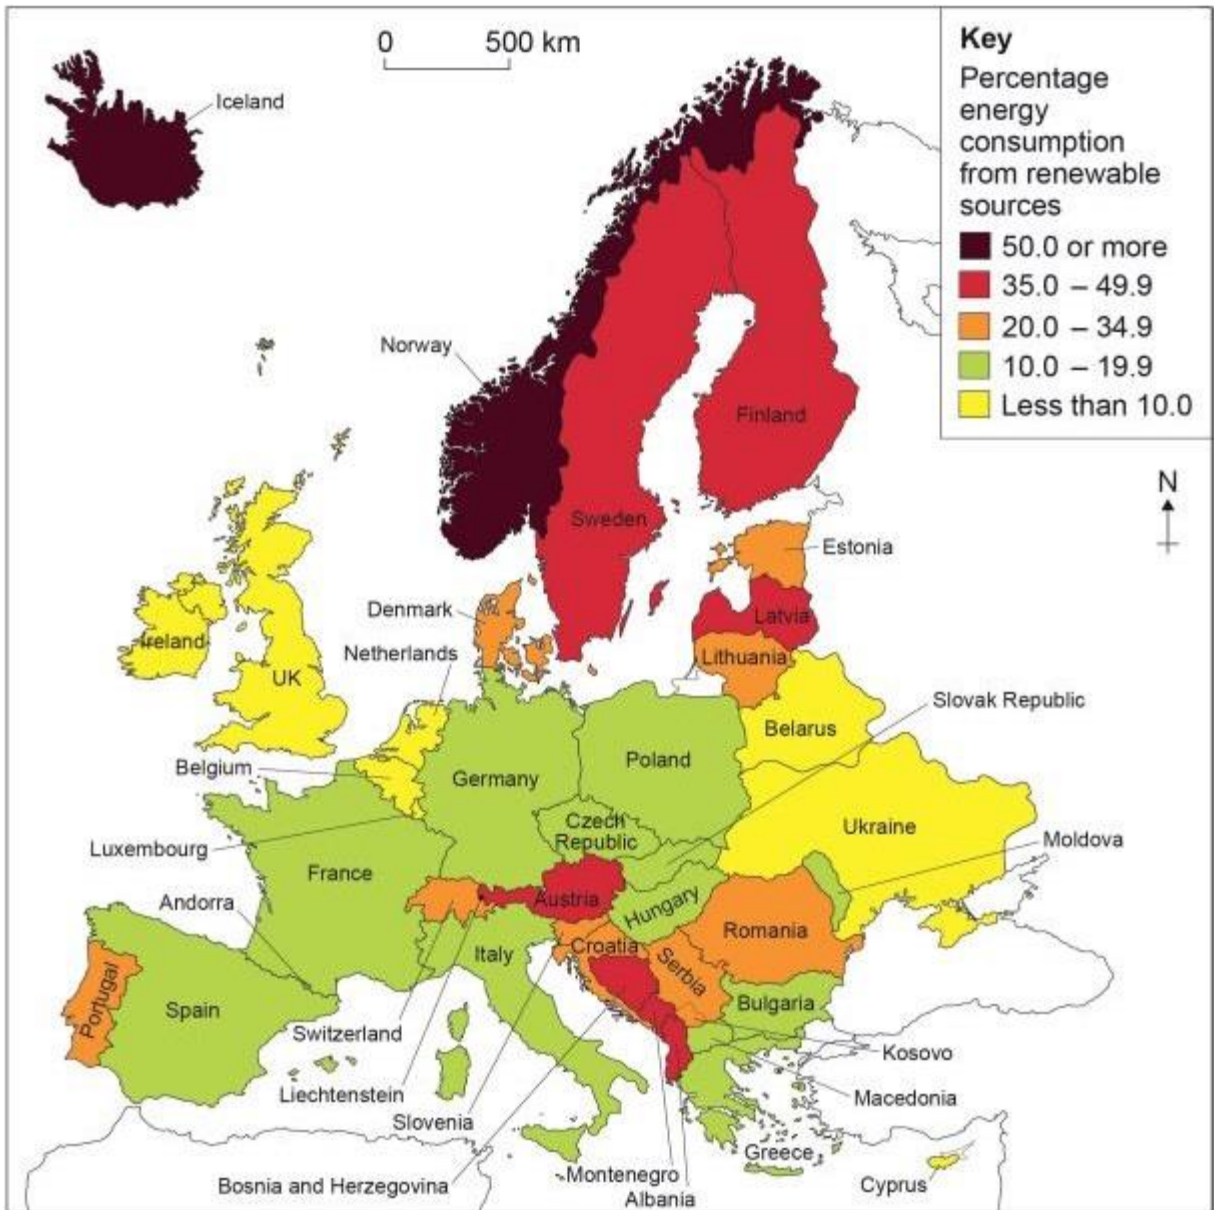 0 500 km
Key
Percentage
energy
consumption
from renewable
sources
50.0 or more
35.0 – 49.9
20.0 – 34.9
10.0 – 19.9
Less than 10.0
N
Iceland
Norway
Finland
Sweden
Estonia
Denmark
Latvia
Netherlands
Ireland
Lithuania
UK
Slovak Republic
Belarus
Belgium
Germany
Poland
Czech
Republic
Ukraine
Moldova
Luxembourg
France
Andorra
Austria
Hungary
Romania
Croatia
Italy
Serbia
Portugal
Spain
Bulgaria
Switzerland
Kosovo
Liechtenstein
Macedonia
Slovenia
Greece
Montenegro
Bosnia and Herzegovina
Albania
Cyprus